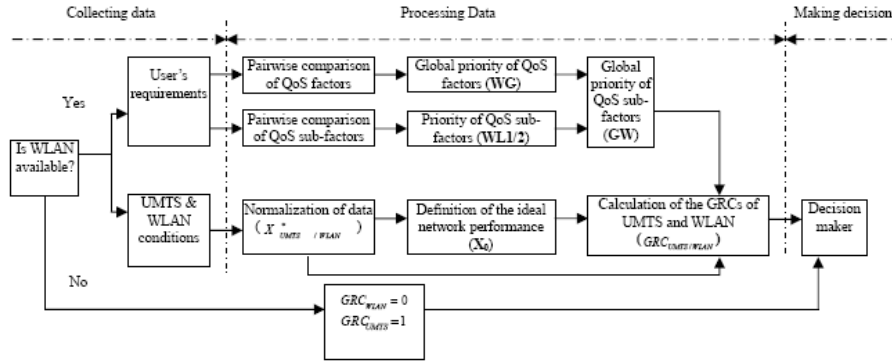 Collecting data
Processing Data
Making decision
User's
requirements
Pairwise comparison
of QoS factors
Global priority of QoS
factors (WG)
Global
priority of
QoS sub-
factors
(GW)
Yes
Pairwise comparison
of QoS sub-factors
Priority of QoS sub-
factors (WL1/2)
Is WLAN
available?
UMTS &
WLAN
conditions
Normalization of data
( X*UMTS / WLAN )
Definition of the ideal
network performance
(X0)
Calculation of the GRCs of
UMTS and WLAN
(GRCUMTS/WLAN)
Decision
maker
No
GRCWLAN = 0
GRCUMTS =1